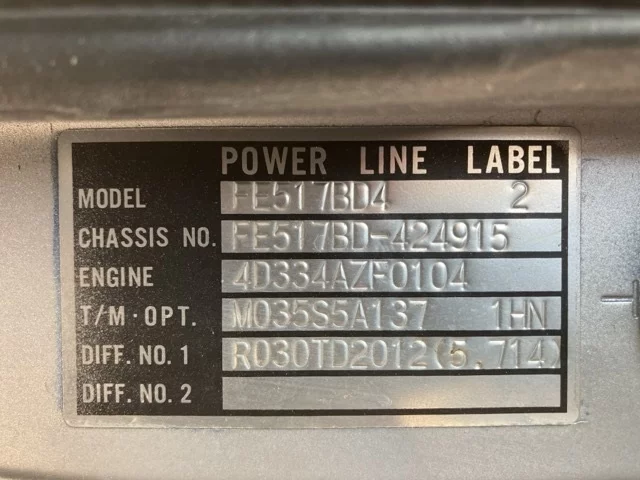 POWER LINE LABEL
MODEL FE517BD4 2
CHASSIS NO. FE517BD-424915
ENGINE 4D334AZF0104
T/M·OPT. M035S5A137 1HN
DIFF. NO. 1 R030TD2012(5.714)
DIFF. NO. 2